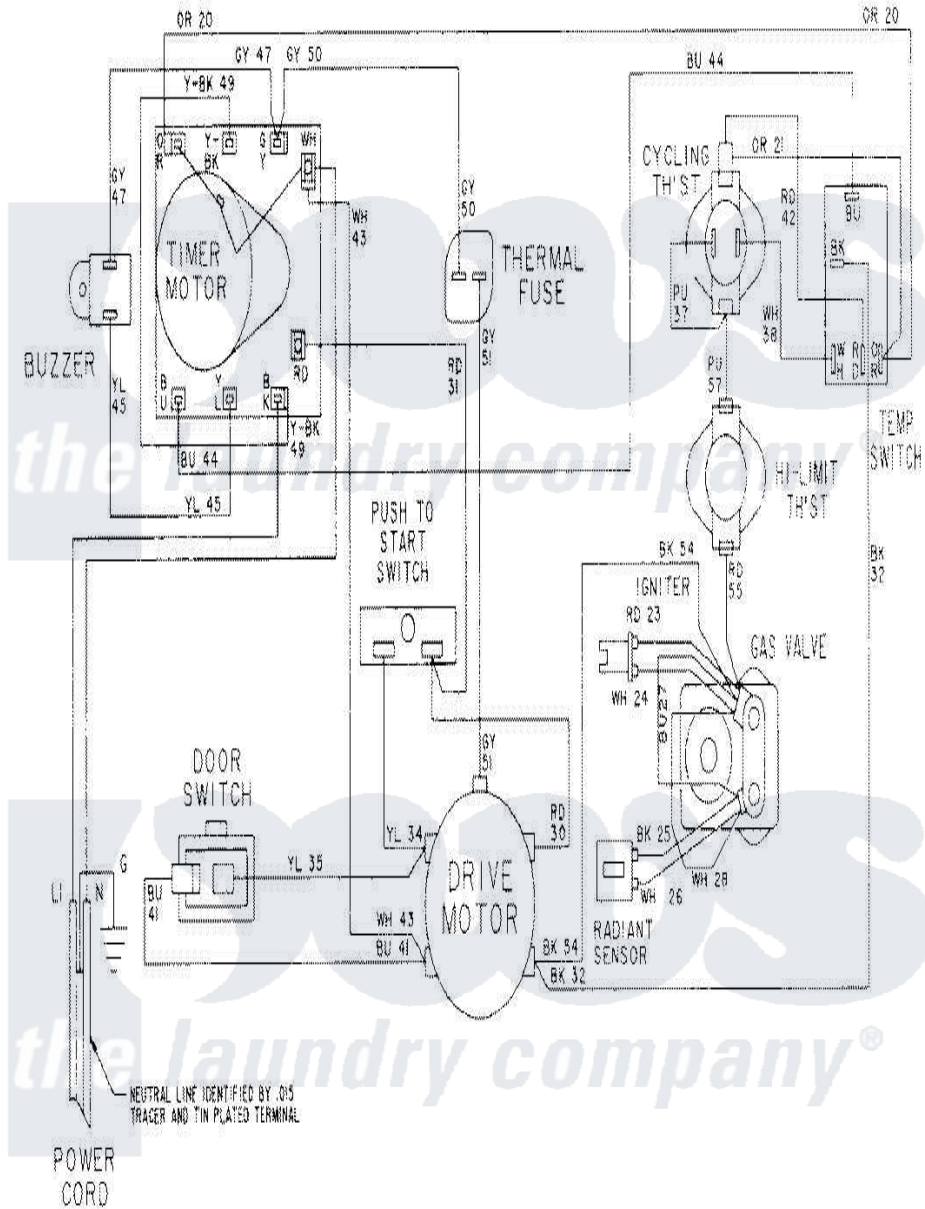 OR 20
OR 20
GY 47
GY 50
BU 44
Y-BK 49
O
R
Y-
BK
G
Y
WH
CYCLING
TH'ST
OR 21
GY
47
GY
50
WH
43
RD
42
BU
BK
TIMER
MOTOR
THERMAL
FUSE
PU
37
WH
38
BUZZER
YL
45
RD
RD
31
GY
51
PU
57
W
H
R
D
O
R
B
U
Y
L
B
K
Y-BK
49
TEMP
SWITCH
BU 44
YL 45
HI-LIMIT
TH'ST
PUSH TO
START
SWITCH
BK 54
RD
55
BK
32
IGNITER
RD 23
WH 24
BU27
GAS VALVE
DOOR
SWITCH
GY
51
YL 34
RD
30
BK 25
WH 26
WH 28
YL 35
G
L1
N
BU
41
DRIVE
MOTOR
WH 43
BU 41
BK 54
BK 32
RADIANT
SENSOR
NEUTRAL LINE IDENTIFIED BY .015
TRACER AND TIN PLATED TERMINAL
POWER
CORD
the laundry company®
the laundry company®